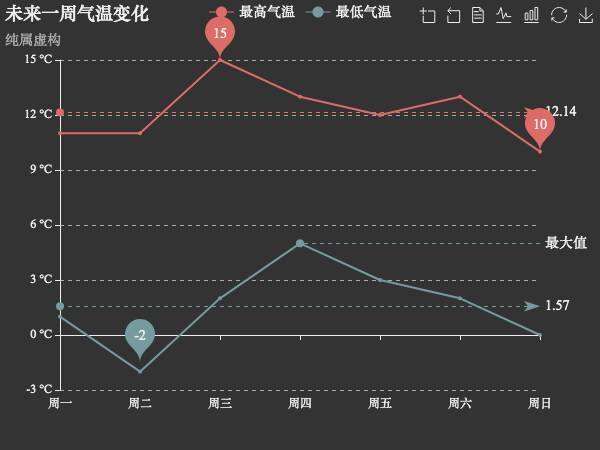 未来一周气温变化
最高气温 最低气温
纯属虚构
15
15 °C
12 °C
12.14
10
9 °C
6 °C
最大值
3 °C
1.57
0 °C
-2
-3 °C
周一 周二 周三 周四 周五 周六 周日